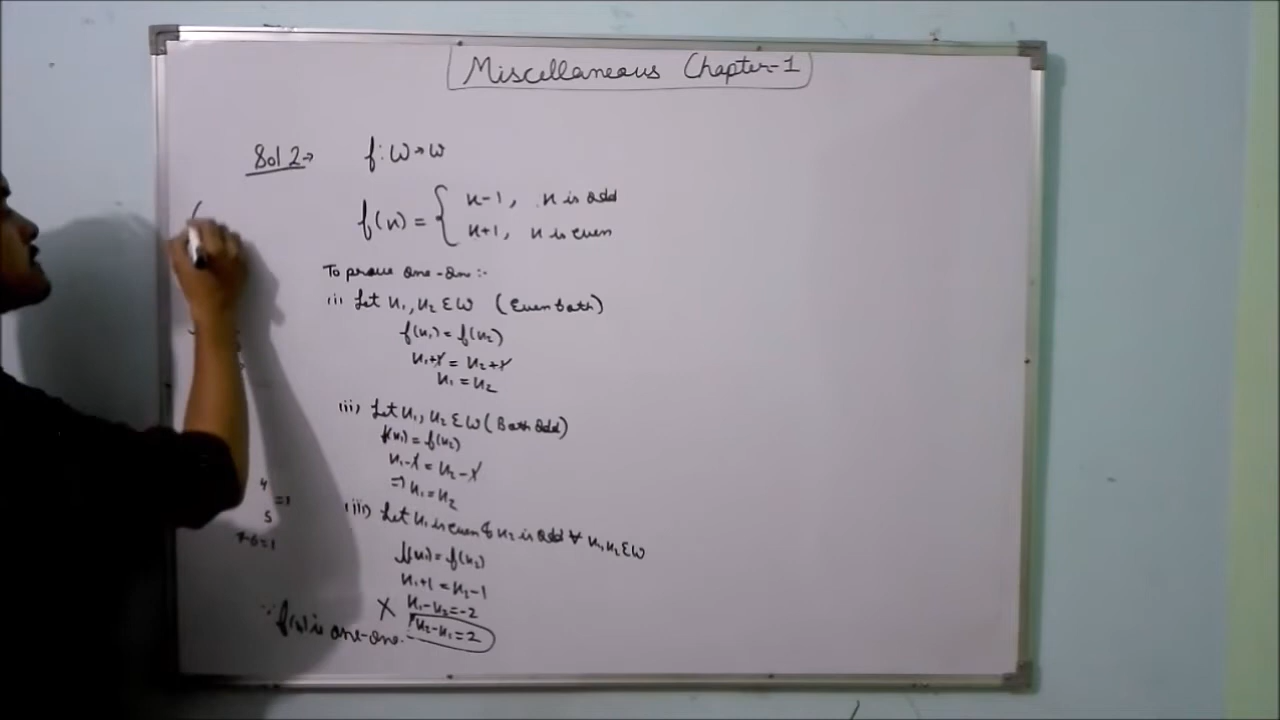 Miscellaneous Chapter-1
Sol 2→ f: W→W
f(n) = { n-1, n is odd
n+1, n is even
To prove one-one:-
(i) Let n₁, n₂ ε W (Even both)
f(n₁) = f(n₂)
n₁+1 = n₂+1
n₁ = n₂
(ii) Let n₁, n₂ ε W (Both odd)
f(n₁) = f(n₂)
n₁-1 = n₂-1
⇒ n₁ = n₂
(iii) Let n₁ is even & n₂ is odd ∀ n₁, n₂ ε W
f(n₁) = f(n₂)
n₁+1 = n₂-1
X n₁-n₂ = -2
n₂-n₁ = 2
∵ f(n) is one-one.
4
5 =1
7-6=1